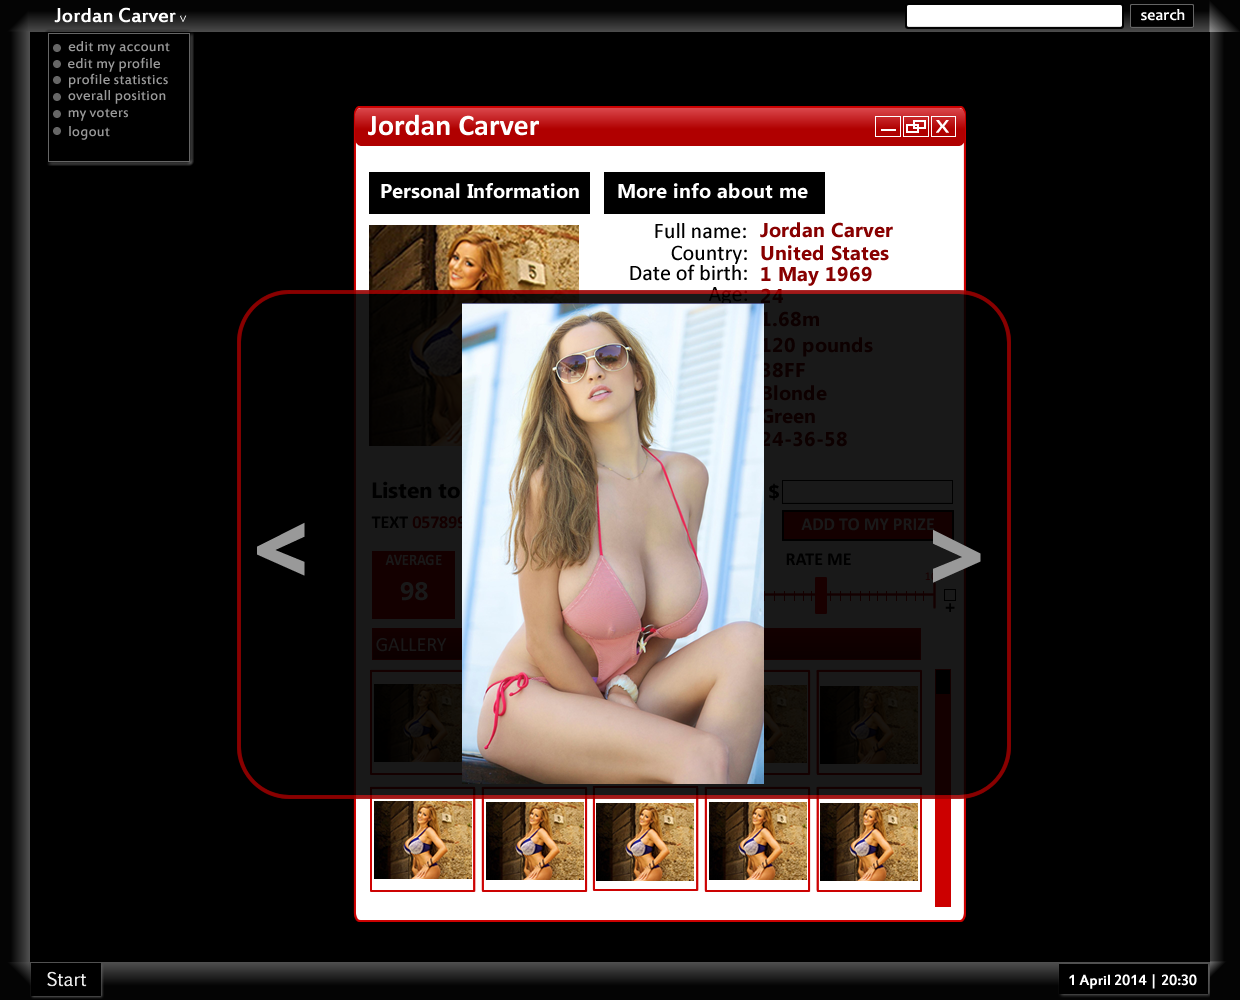 Jordan Carver v
search
edit my account
edit my profile
profile statistics
overall position
my voters
logout
Jordan Carver
X
Personal Information
More info about me
5
Full name: Jordan Carver
Country: United States
Date of birth: 1 May 1969
Age: 24
1.68m
120 pounds
38FF
Blonde
Green
24-36-58
Listen to
$
TEXT 057899
ADD TO MY PRIZE
AVERAGE
98
RATE ME
+
GALLERY
<
>
Start
1 April 2014 | 20:30